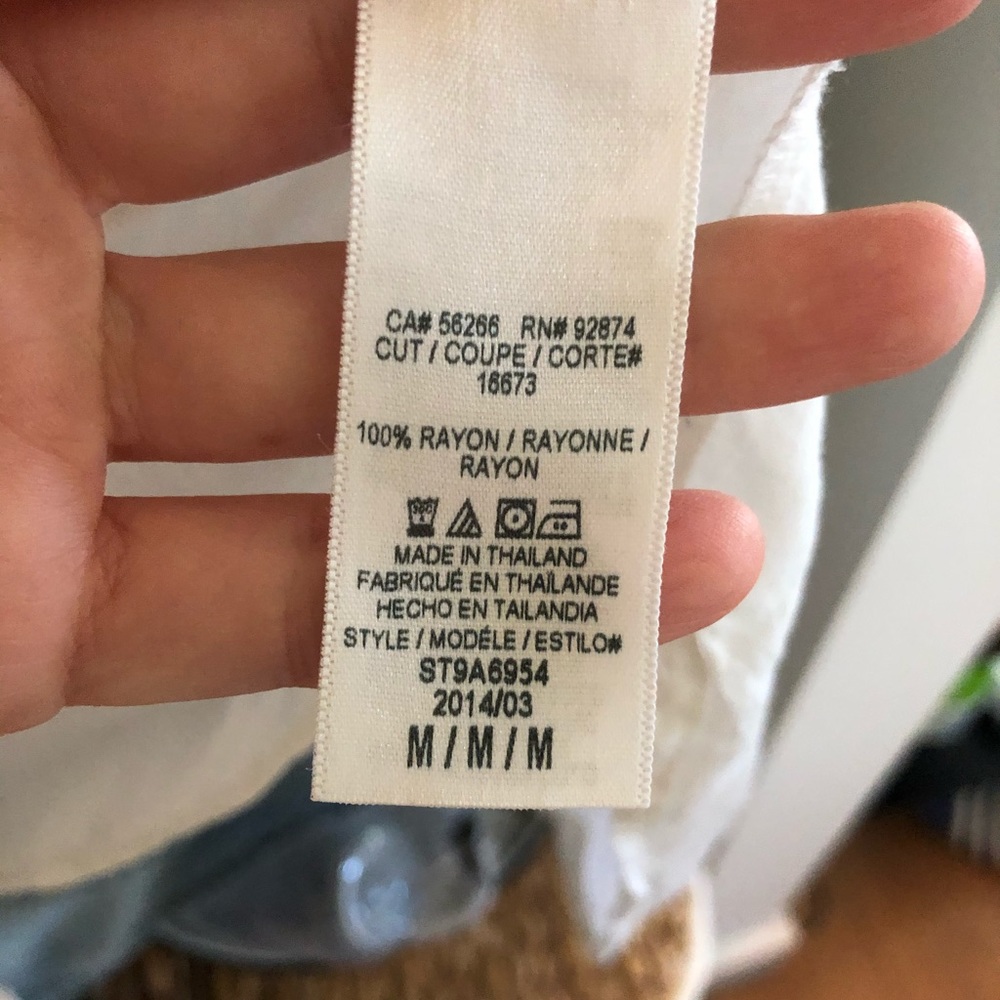 CA# 56266 RN# 92874
CUT / COUPE / CORTE#
16673
100% RAYON / RAYONNE /
RAYON
MADE IN THAILAND
FABRIQUÉ EN THAÏLANDE
HECHO EN TAILANDIA
STYLE / MODÉLE / ESTILO#
ST9A6954
2014/03
M / M / M